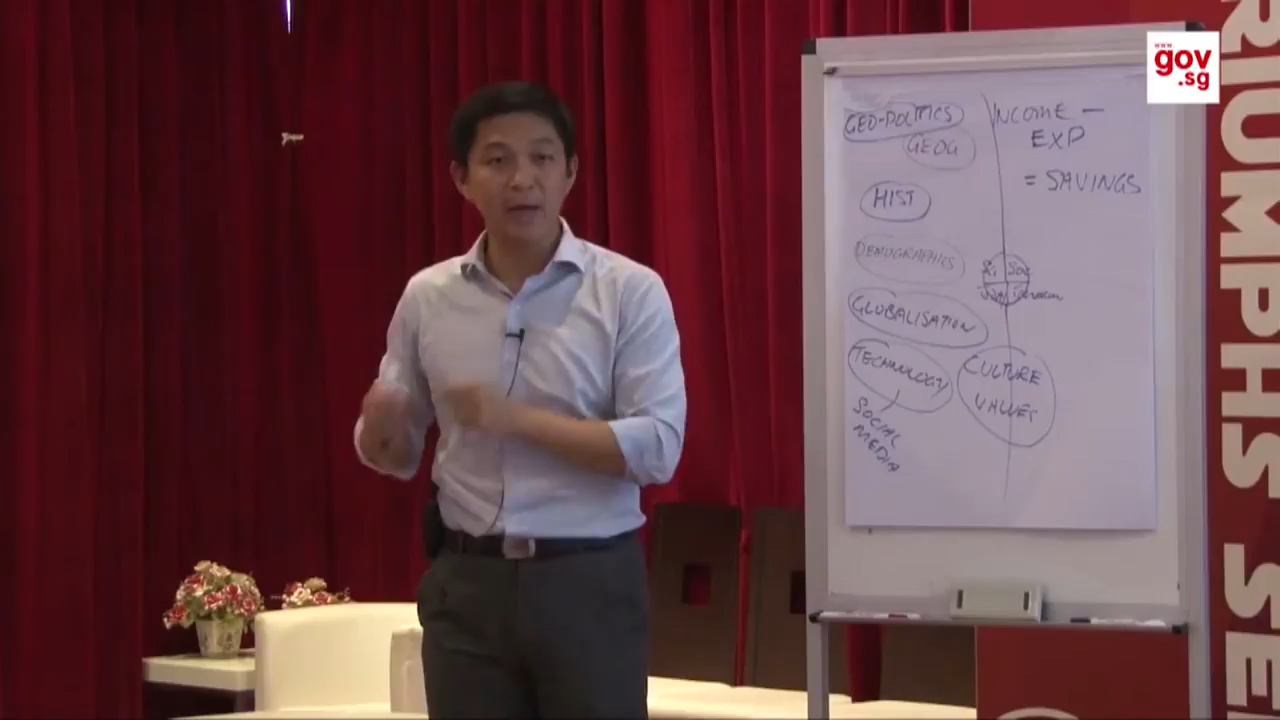 www.
gov
.sg
GEO-POLITICS
GEOG
HIST
DEMOGRAPHICS
GLOBALISATION
TECHNOLOGY
SOCIAL
MEDIA
CULTURE
VALUES
INCOME –
EXP
= SAVINGS
Soc
RIUMPHS SE